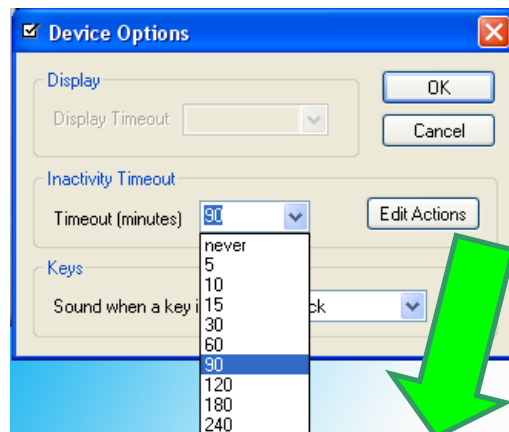 Device Options
Display
OK
Display Timeout
Cancel
Inactivity Timeout
Timeout (minutes) 90 Edit Actions
never
5
Keys
10
Sound when a key i 15 ck
30
60
90
120
180
240